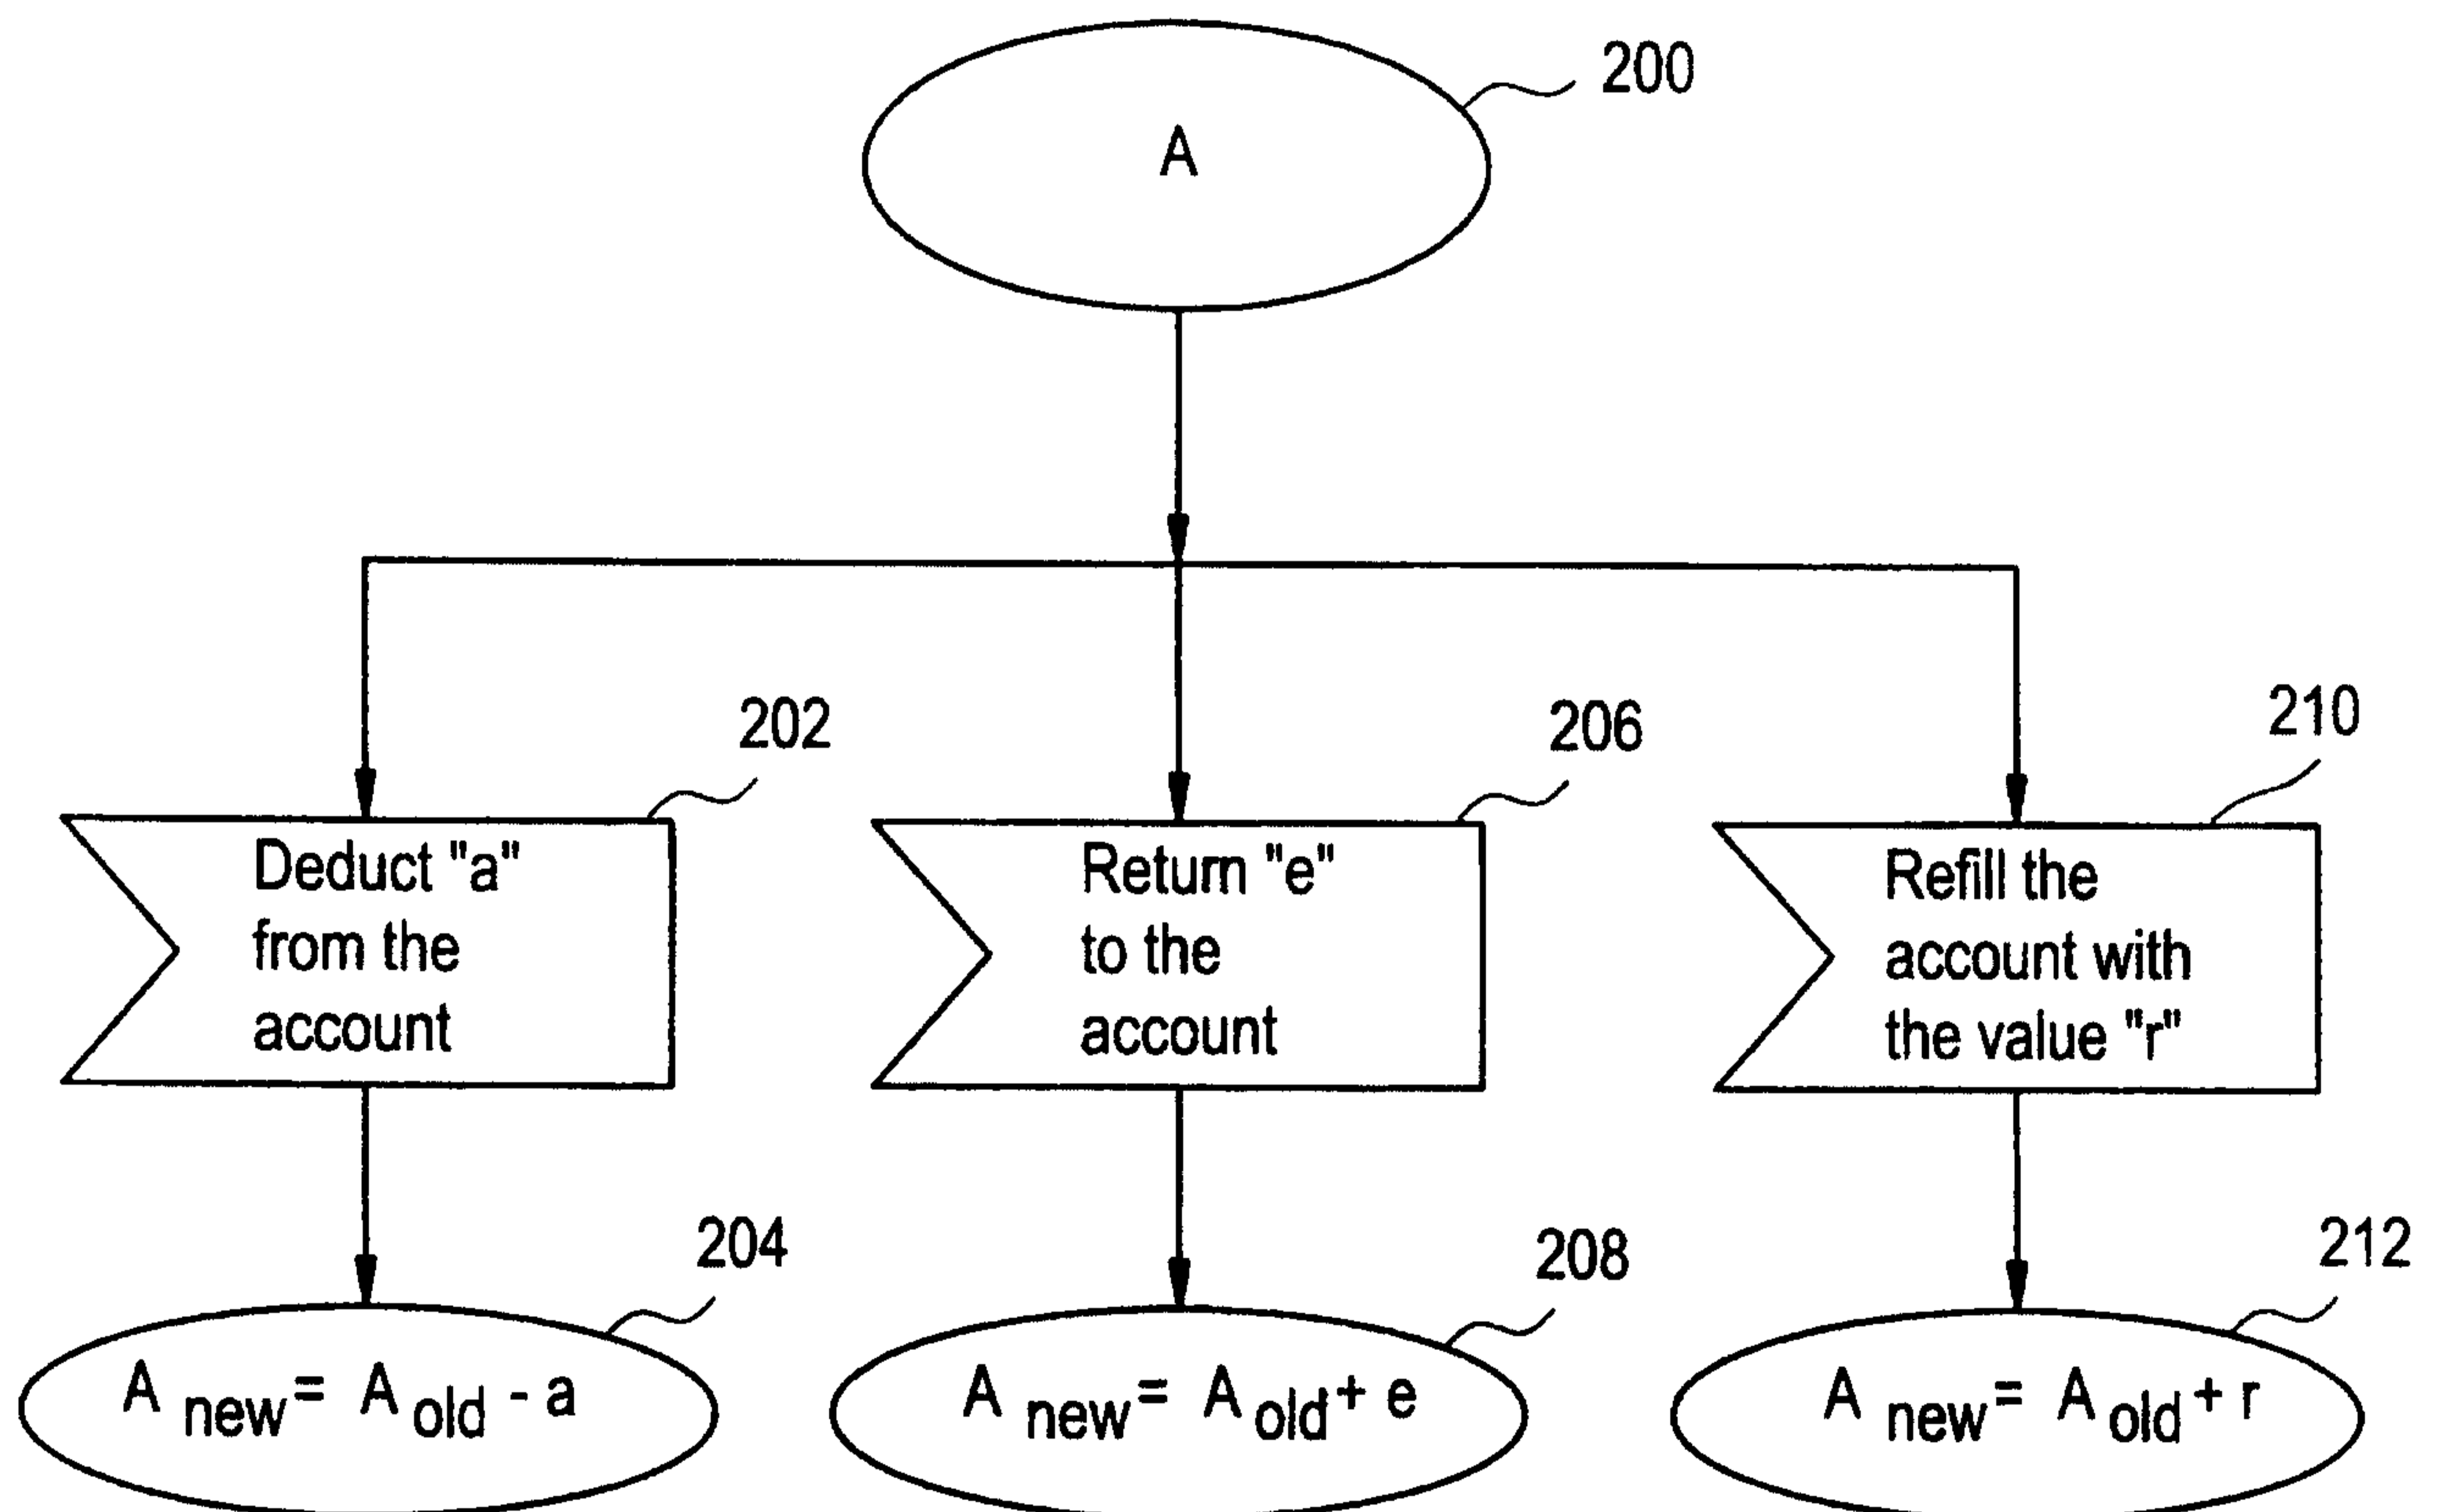 200
A
202
206
210
Deduct "a"
from the
account
Return "e"
to the
account
Refill the
account with
the value "r"
204
208
212
A new = A old - a
A new = A old + e
A new = A old + r